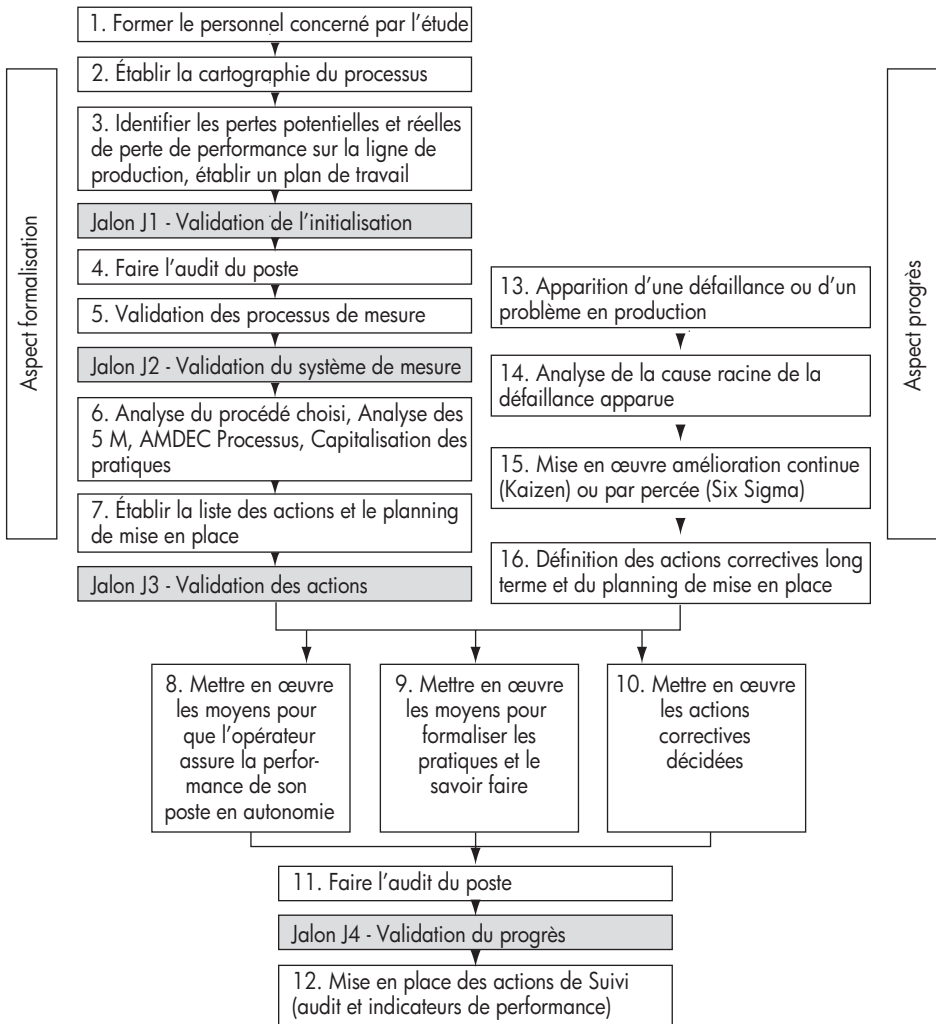 1. Former le personnel concerné par l'étude
2. Établir la cartographie du processus
3. Identifier les pertes potentielles et réelles
de perte de performance sur la ligne de
production, établir un plan de travail
Jalon J1 - Validation de l'initialisation
4. Faire l'audit du poste
5. Validation des processus de mesure
Jalon J2 - Validation du système de mesure
6. Analyse du procédé choisi, Analyse des
5 M, AMDEC Processus, Capitalisation des
pratiques
7. Établir la liste des actions et le planning
de mise en place
Jalon J3 - Validation des actions
Aspect formalisation
13. Apparition d'une défaillance ou d'un
problème en production
14. Analyse de la cause racine de la
défaillance apparue
15. Mise en œuvre amélioration continue
(Kaizen) ou par percée (Six Sigma)
16. Définition des actions correctives long
terme et du planning de mise en place
Aspect progrès
8. Mettre en œuvre
les moyens pour
que l'opérateur
assure la perfor-
mance de son
poste en autonomie
9. Mettre en œuvre
les moyens pour
formaliser les
pratiques et le
savoir faire
10. Mettre en œuvre
les actions
correctives
décidées
11. Faire l'audit du poste
Jalon J4 - Validation du progrès
12. Mise en place des actions de Suivi
(audit et indicateurs de performance)